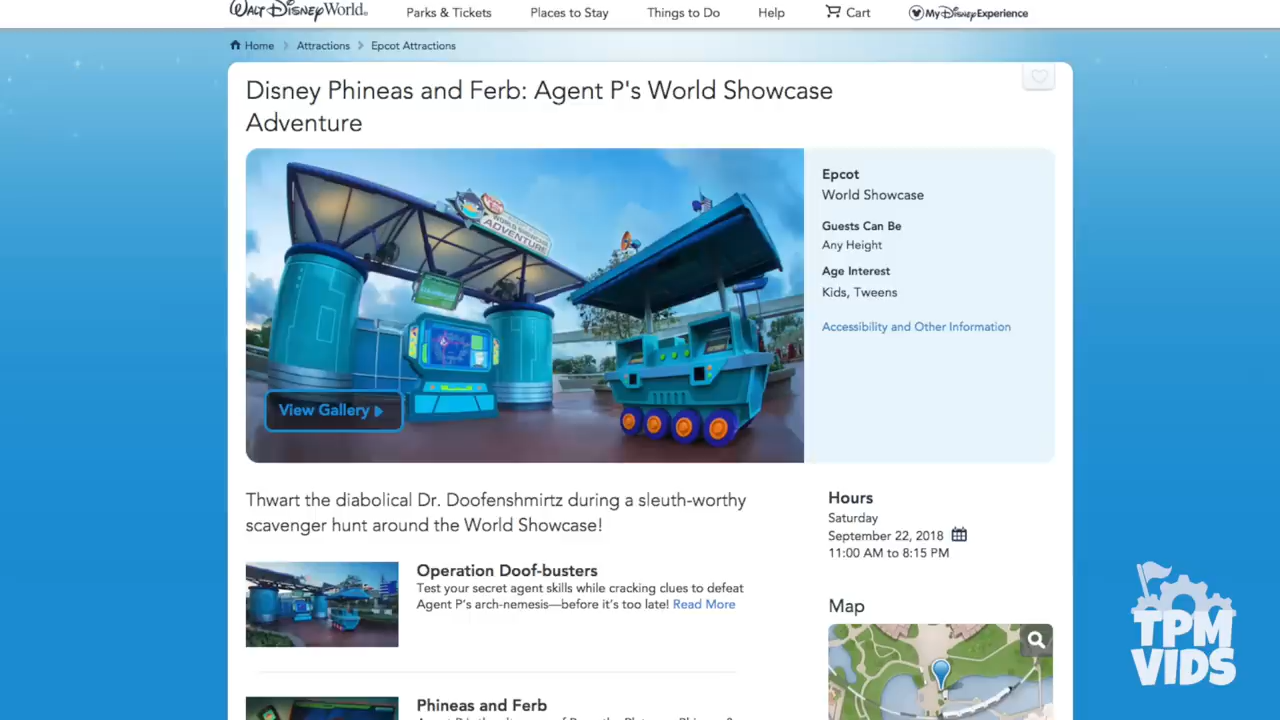 Walt Disney World.
Parks & Tickets
Places to Stay
Things to Do
Help
Cart
My Disney Experience
Home
Attractions
Epcot Attractions
Disney Phineas and Ferb: Agent P's World Showcase
Adventure
WORLD SHOWCASE
ADVENTURE
View Gallery
Epcot
World Showcase
Guests Can Be
Any Height
Age Interest
Kids, Tweens
Accessibility and Other Information
Thwart the diabolical Dr. Doofenshmirtz during a sleuth-worthy
scavenger hunt around the World Showcase!
Operation Doof-busters
Test your secret agent skills while cracking clues to defeat
Agent P's arch-nemesis—before it's too late! Read More
Phineas and Ferb
Hours
Saturday
September 22, 2018
11:00 AM to 8:15 PM
Map
TPM
VIDS